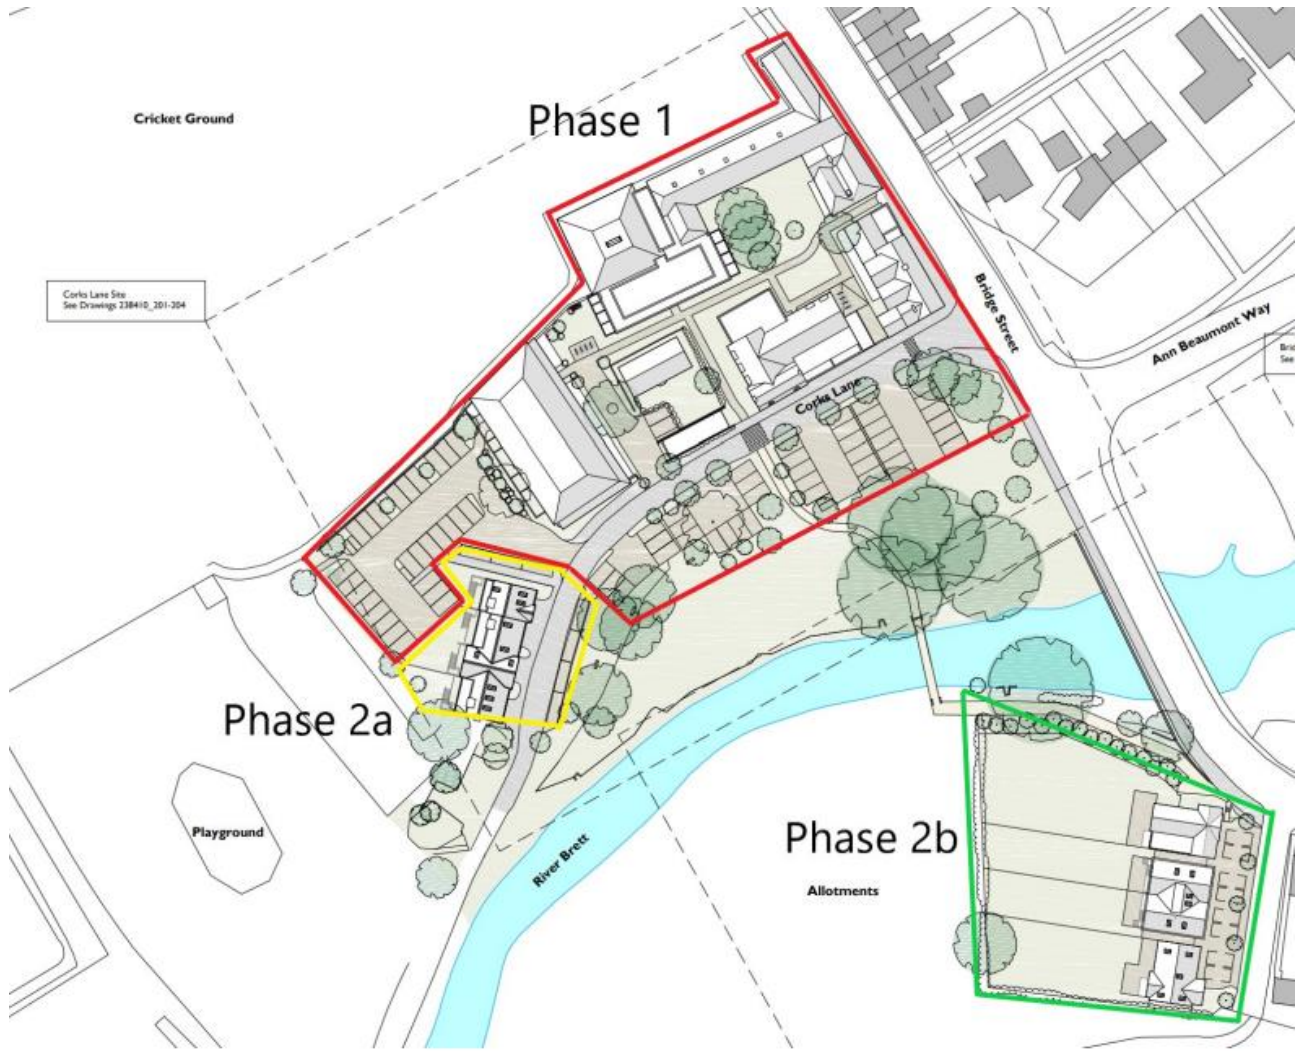 Cricket Ground
Phase 1
Corks Lane Site
See Drawings 238410_201-204
Bridge Street
Ann Beaumont Way
See
Corks Lane
Phase 2a
Playground
River Brett
Phase 2b
Allotments